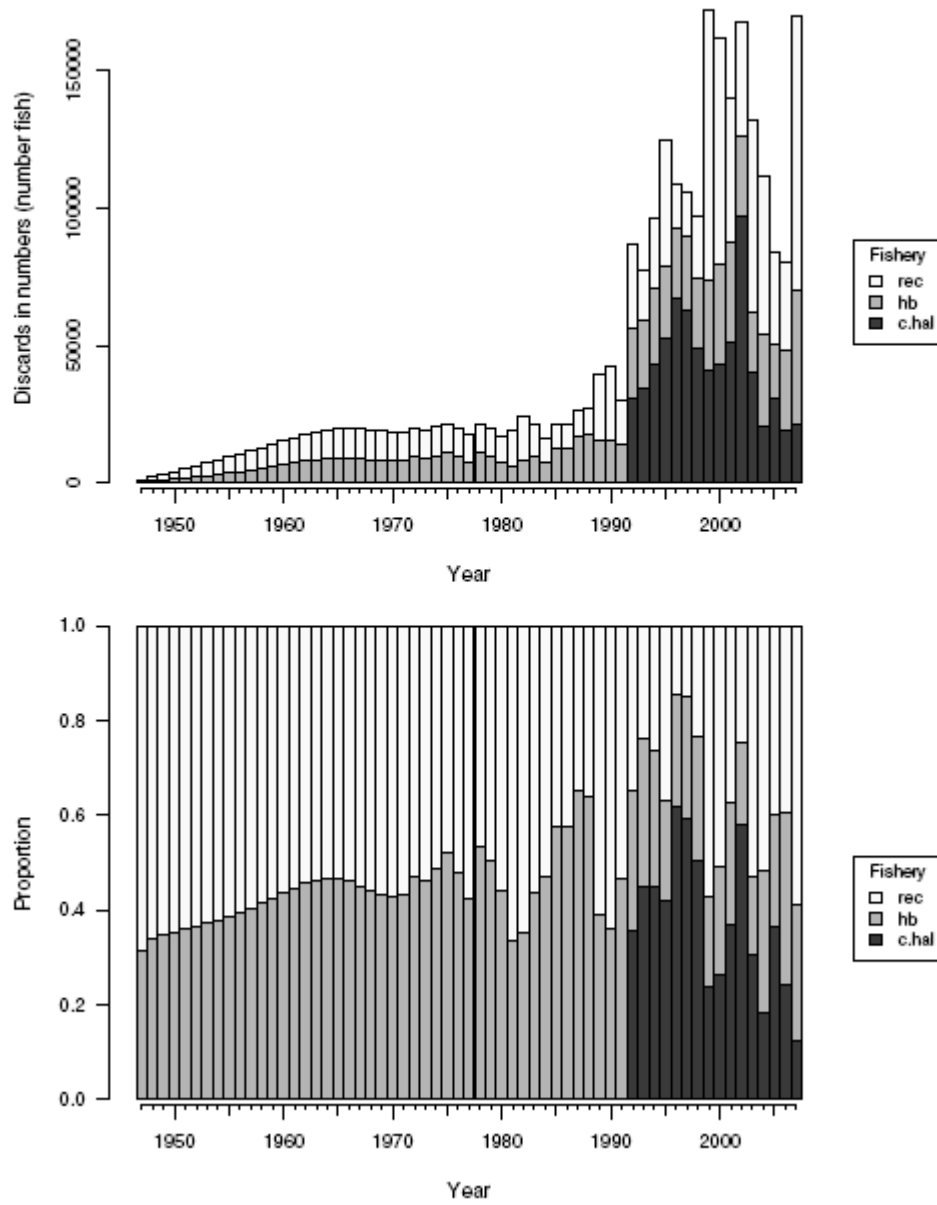 Discards in numbers (number fish)
150000
100000
50000
0
1950 1960 1970 1980 1990 2000
Year
Fishery
rec
hb
c.hal
Proportion
1.0
0.8
0.6
0.4
0.2
0.0
1950 1960 1970 1980 1990 2000
Year
Fishery
rec
hb
c.hal